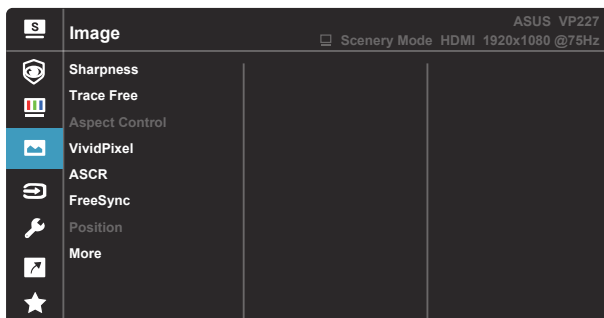 S
Image
ASUS VP227
Scenery Mode HDMI 1920x1080 @75Hz
Sharpness
Trace Free
Aspect Control
VividPixel
ASCR
FreeSync
Position
More